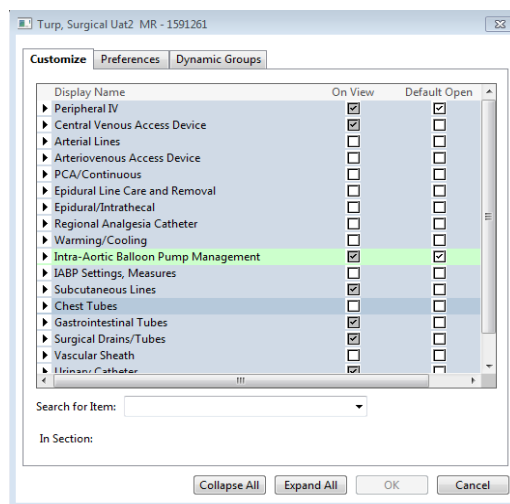 Turp, Surgical Uat2 MR - 1591261
Customize Preferences Dynamic Groups
Display Name On View Default Open
Peripheral IV
Central Venous Access Device
Arterial Lines
Arteriovenous Access Device
PCA/Continuous
Epidural Line Care and Removal
Epidural/Intrathecal
Regional Analgesia Catheter
Warming/Cooling
Intra-Aortic Balloon Pump Management
IABP Settings, Measures
Subcutaneous Lines
Chest Tubes
Gastrointestinal Tubes
Surgical Drains/Tubes
Vascular Sheath
Urinary Catheter
Search for Item:
In Section:
Collapse All Expand All OK Cancel